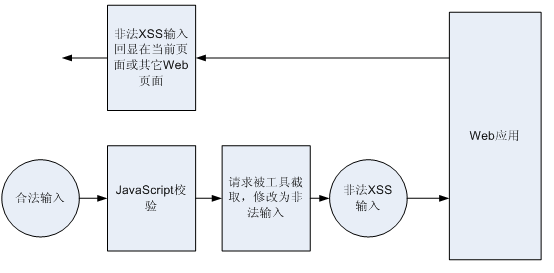 非法XSS输入
回显在当前页
面或其它Web
页面
Web应用
合法输入
JavaScript校
验
请求被工具截
取，修改为非
法输入
非法XSS
输入